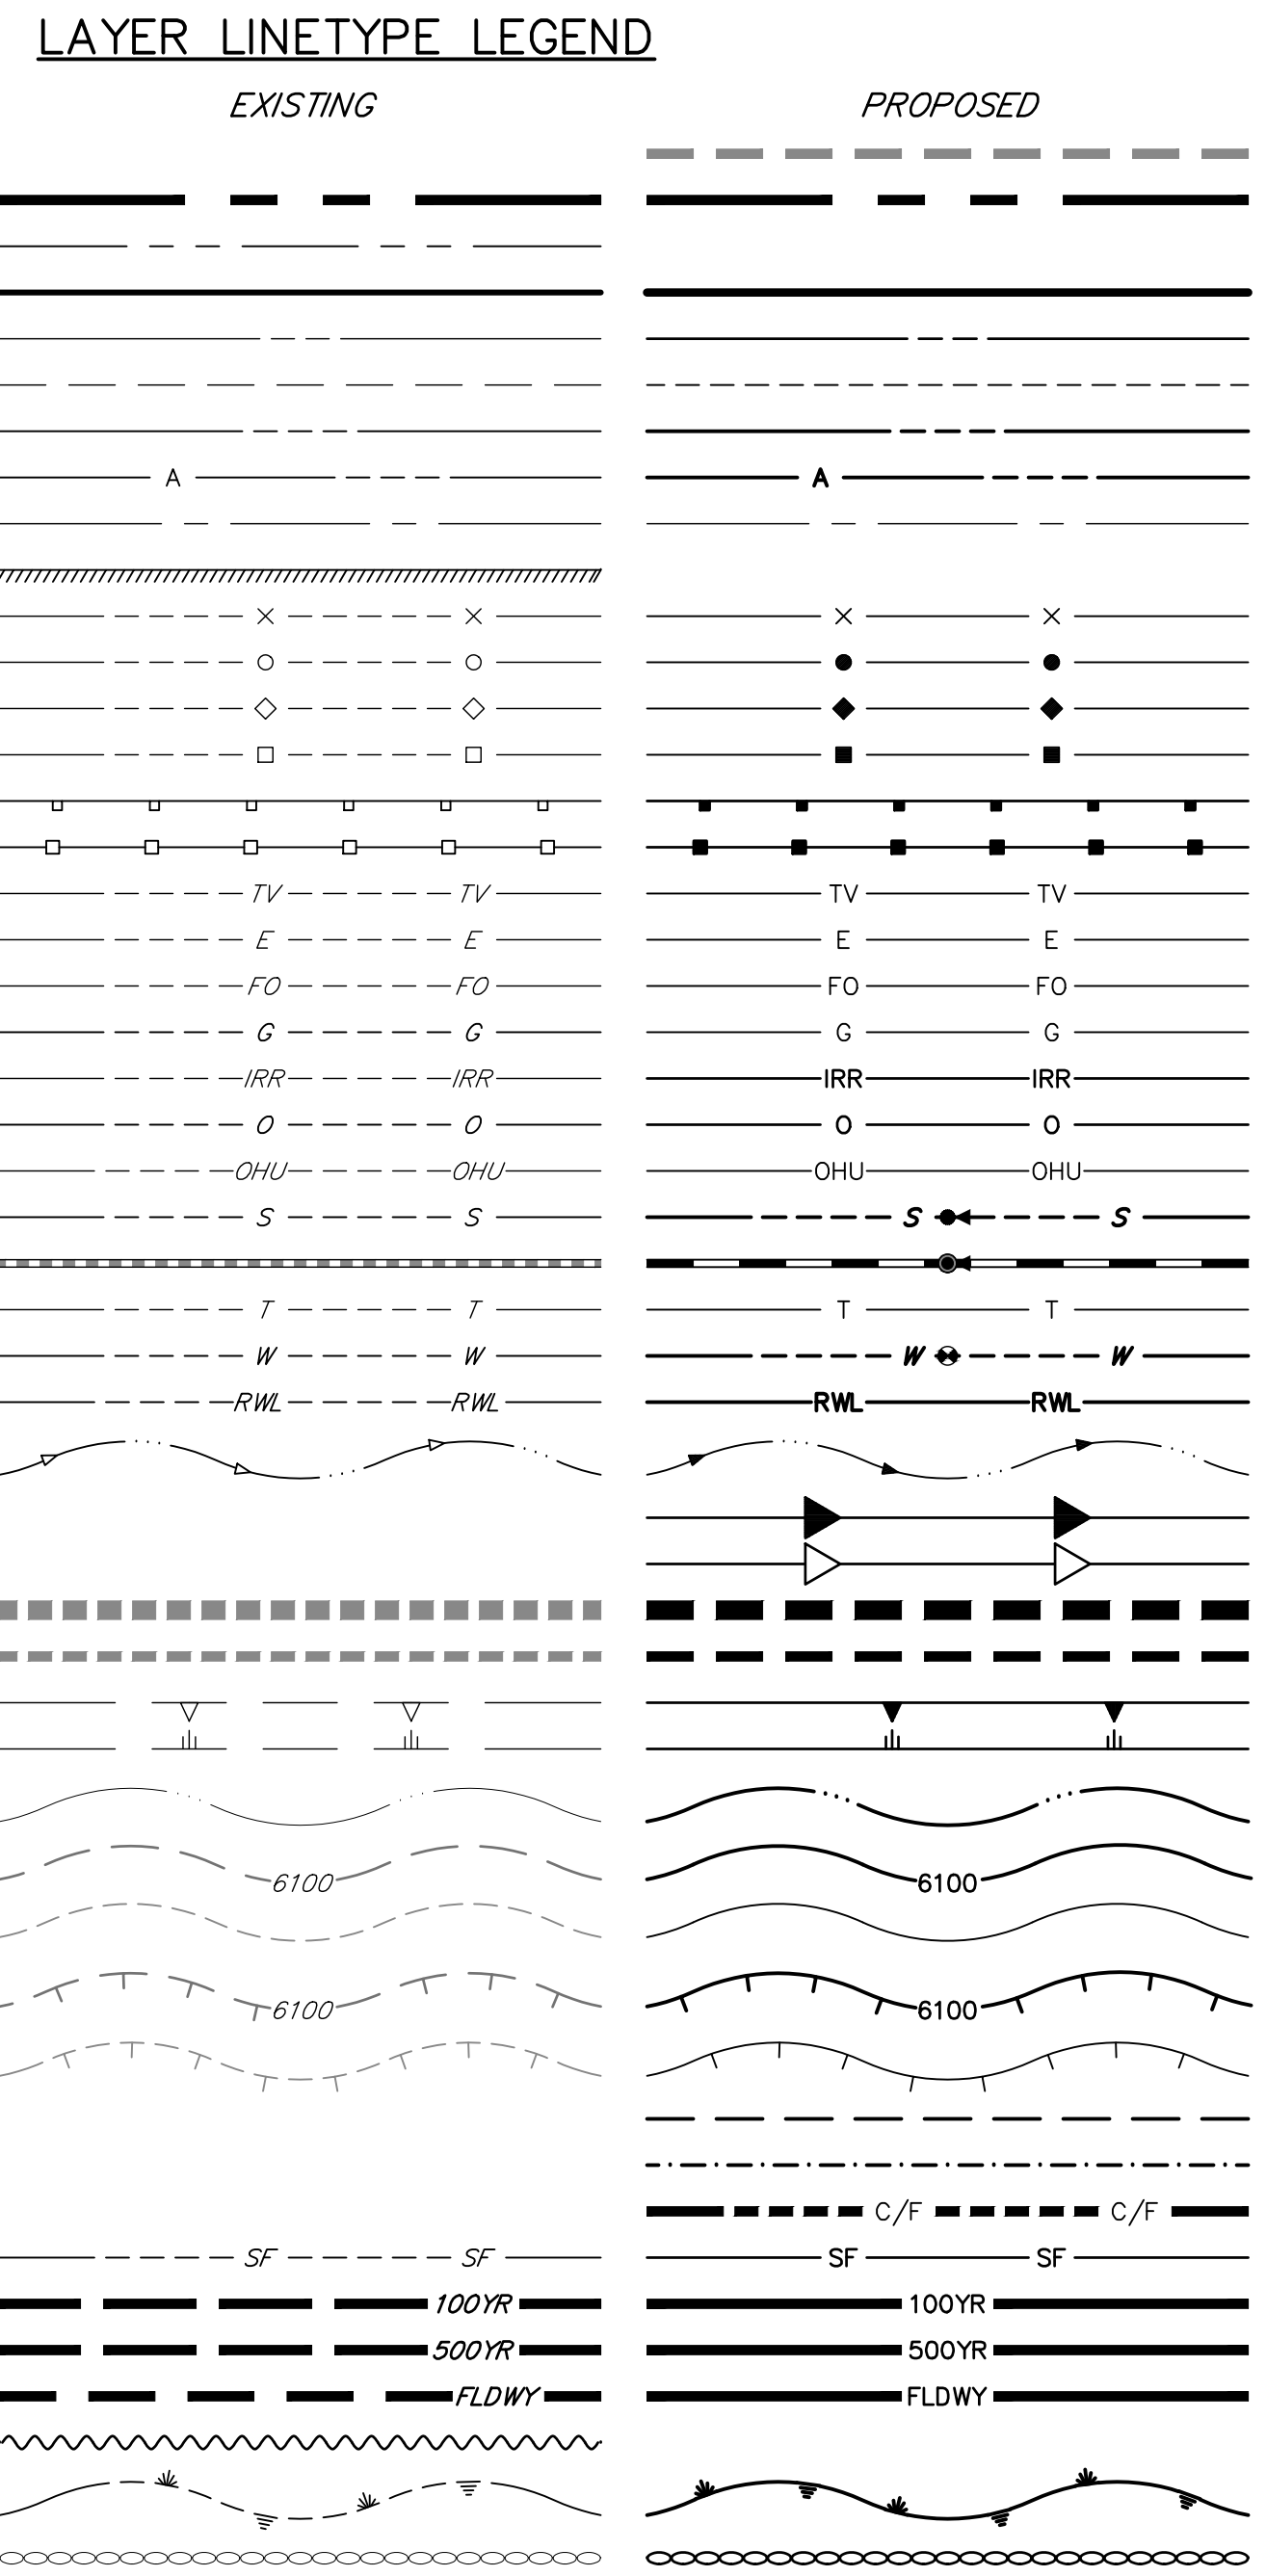 LAYER LINETYPE LEGEND
EXISTING PROPOSED
A A
TV TV TV TV
E E E E
FO FO FO FO
G G G G
IRR IRR IRR IRR
O O O O
OHU OHU OHU OHU
S S S S
T T T T
W W W W
RWL RWL RWL RWL
6100 6100
6100 6100
C/F C/F
SF SF SF SF
100YR 100YR
500YR 500YR
FLDWY FLDWY